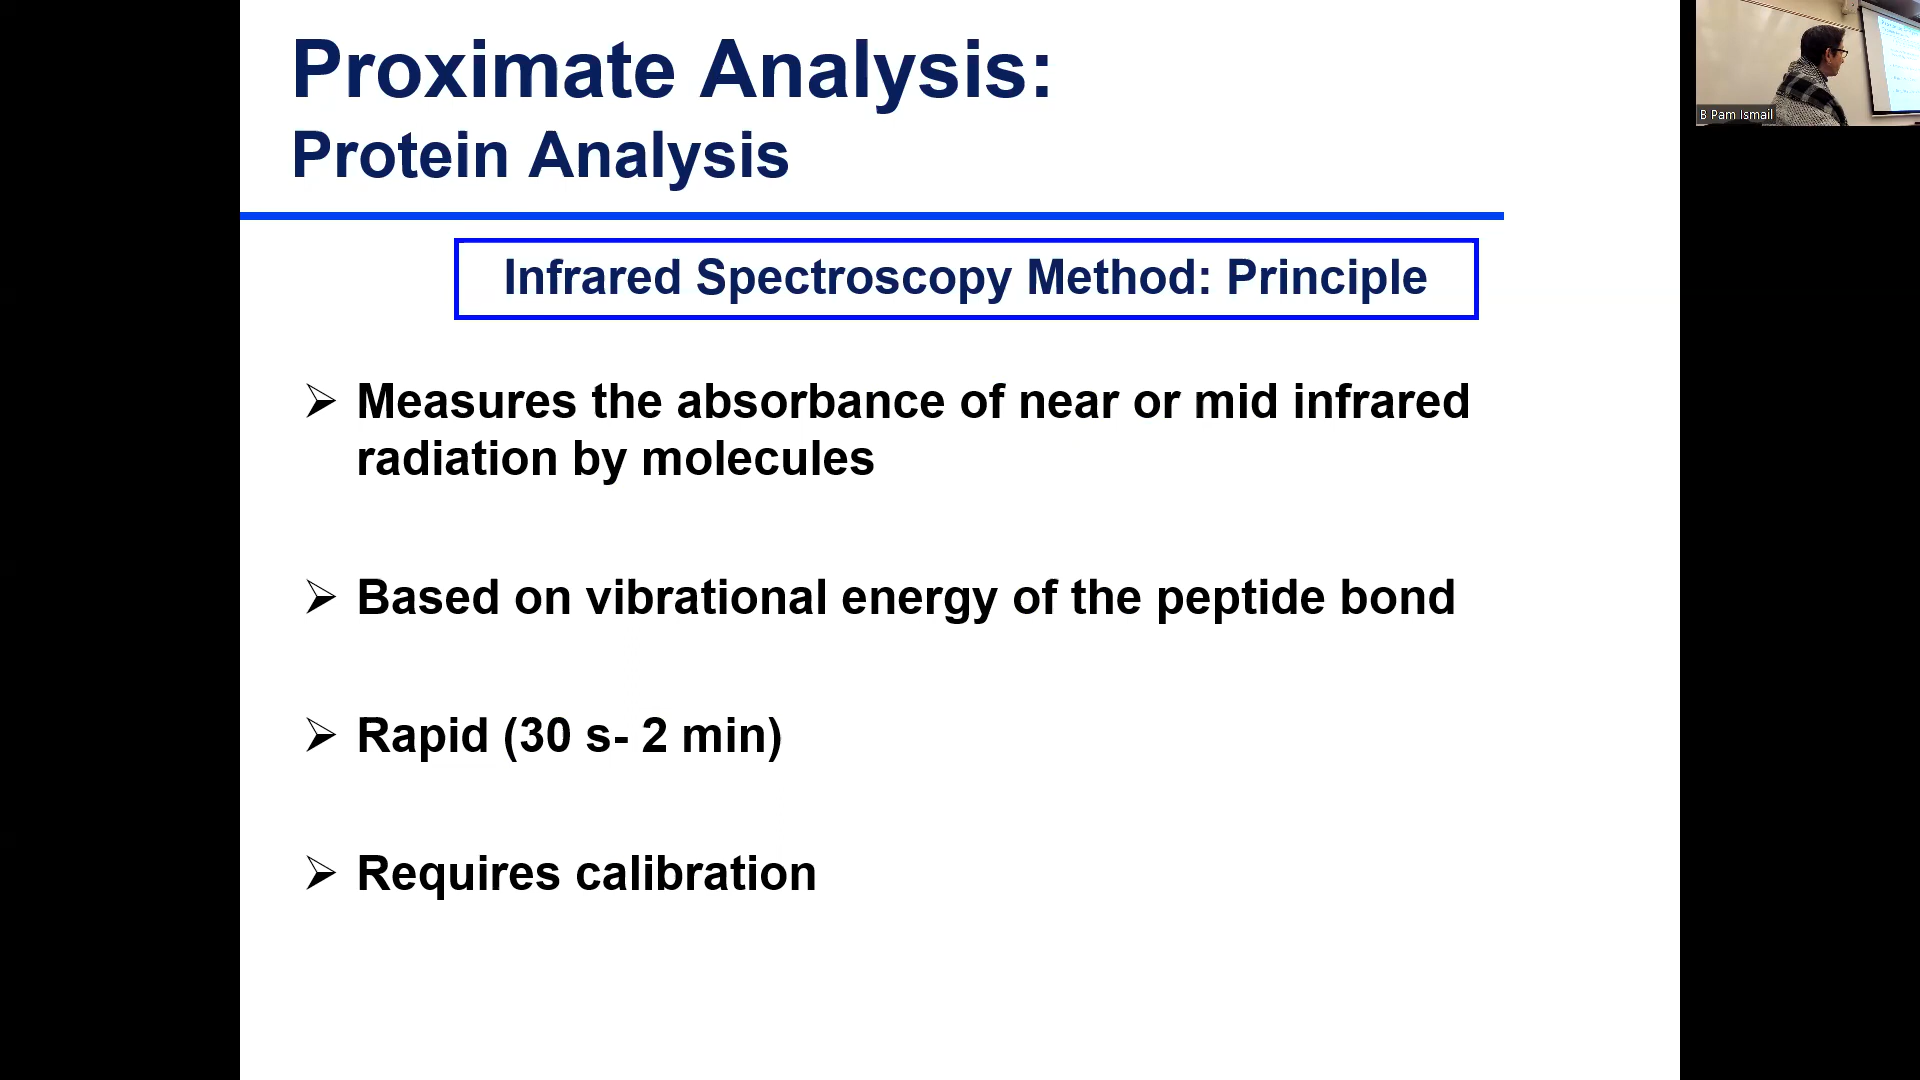 Proximate Analysis:
Protein Analysis
Infrared Spectroscopy Method: Principle
➢ Measures the absorbance of near or mid infrared
radiation by molecules
➢ Based on vibrational energy of the peptide bond
➢ Rapid (30 s- 2 min)
➢ Requires calibration
B Pam Ismail